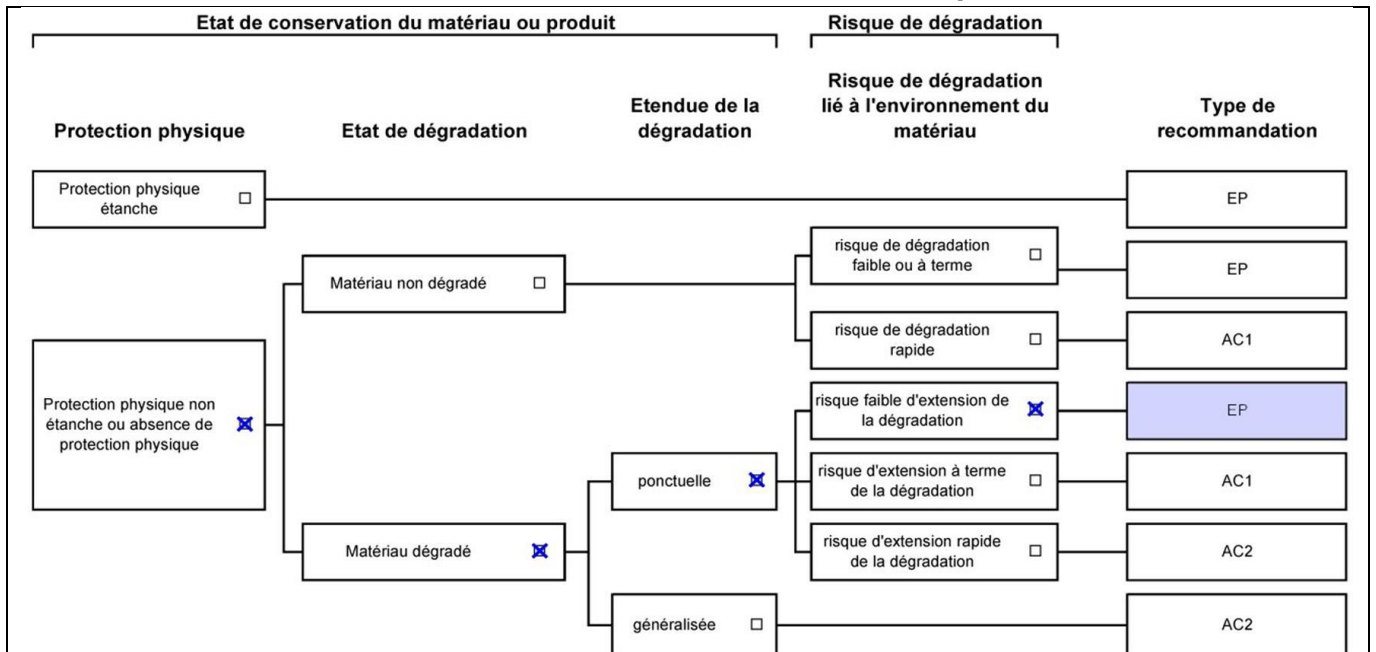 Etat de conservation du matériau ou produit
Risque de dégradation
Protection physique
Etat de dégradation
Etendue de la
dégradation
Risque de dégradation
lié à l'environnement du
matériau
Type de
recommandation
Protection physique
étanche
EP
risque de dégradation
faible ou à terme
EP
Matériau non dégradé
risque de dégradation
rapide
AC1
Protection physique non
étanche ou absence de
protection physique
risque faible d'extension de
la dégradation
EP
ponctuelle
risque d'extension à terme
de la dégradation
AC1
Matériau dégradé
risque d'extension rapide
de la dégradation
AC2
généralisée
AC2